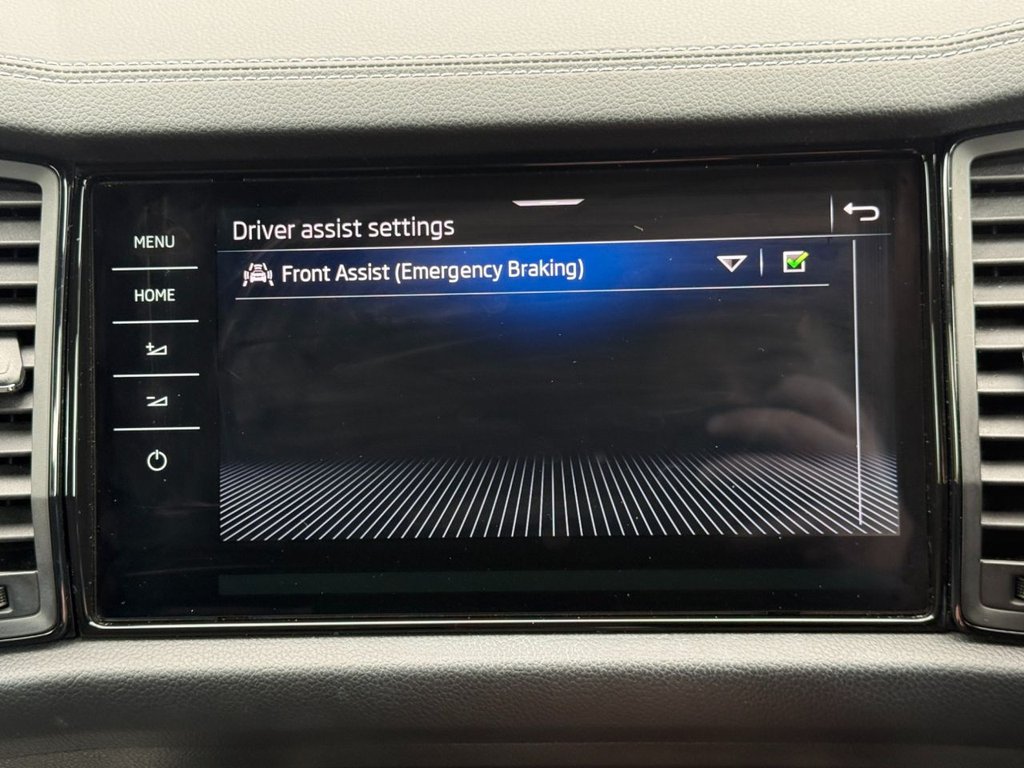 Driver assist settings
MENU
Front Assist (Emergency Braking)
HOME